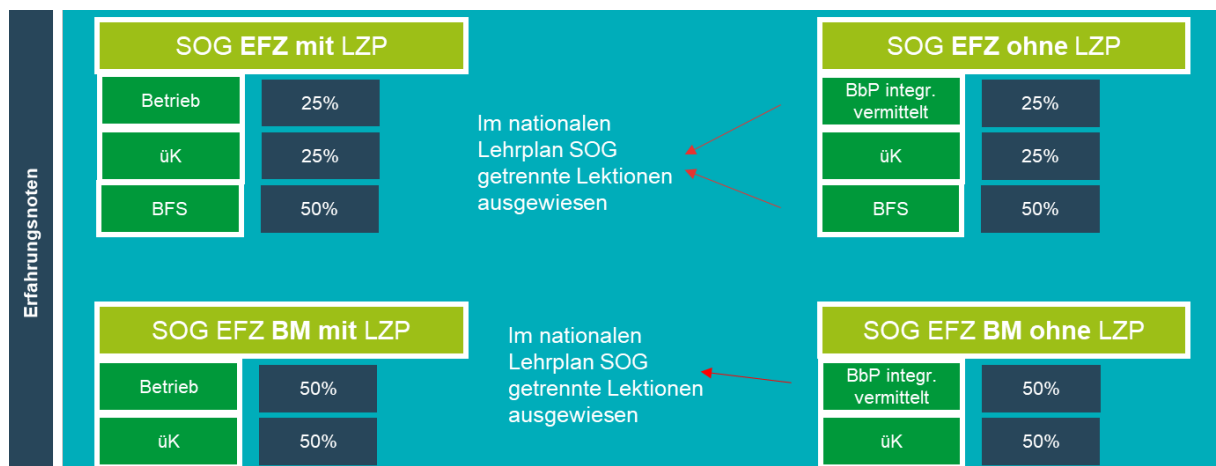 Erfahrungsnoten
SOG EFZ mit LZP
Betrieb
25%
üK
25%
BFS
50%
Im nationalen
Lehrplan SOG
getrennte Lektionen
ausgewiesen
SOG EFZ ohne LZP
BbP integr.
vermittelt
25%
üK
25%
BFS
50%
SOG EFZ BM mit LZP
Betrieb
50%
üK
50%
Im nationalen
Lehrplan SOG
getrennte Lektionen
ausgewiesen
SOG EFZ BM ohne LZP
BbP integr.
vermittelt
50%
üK
50%